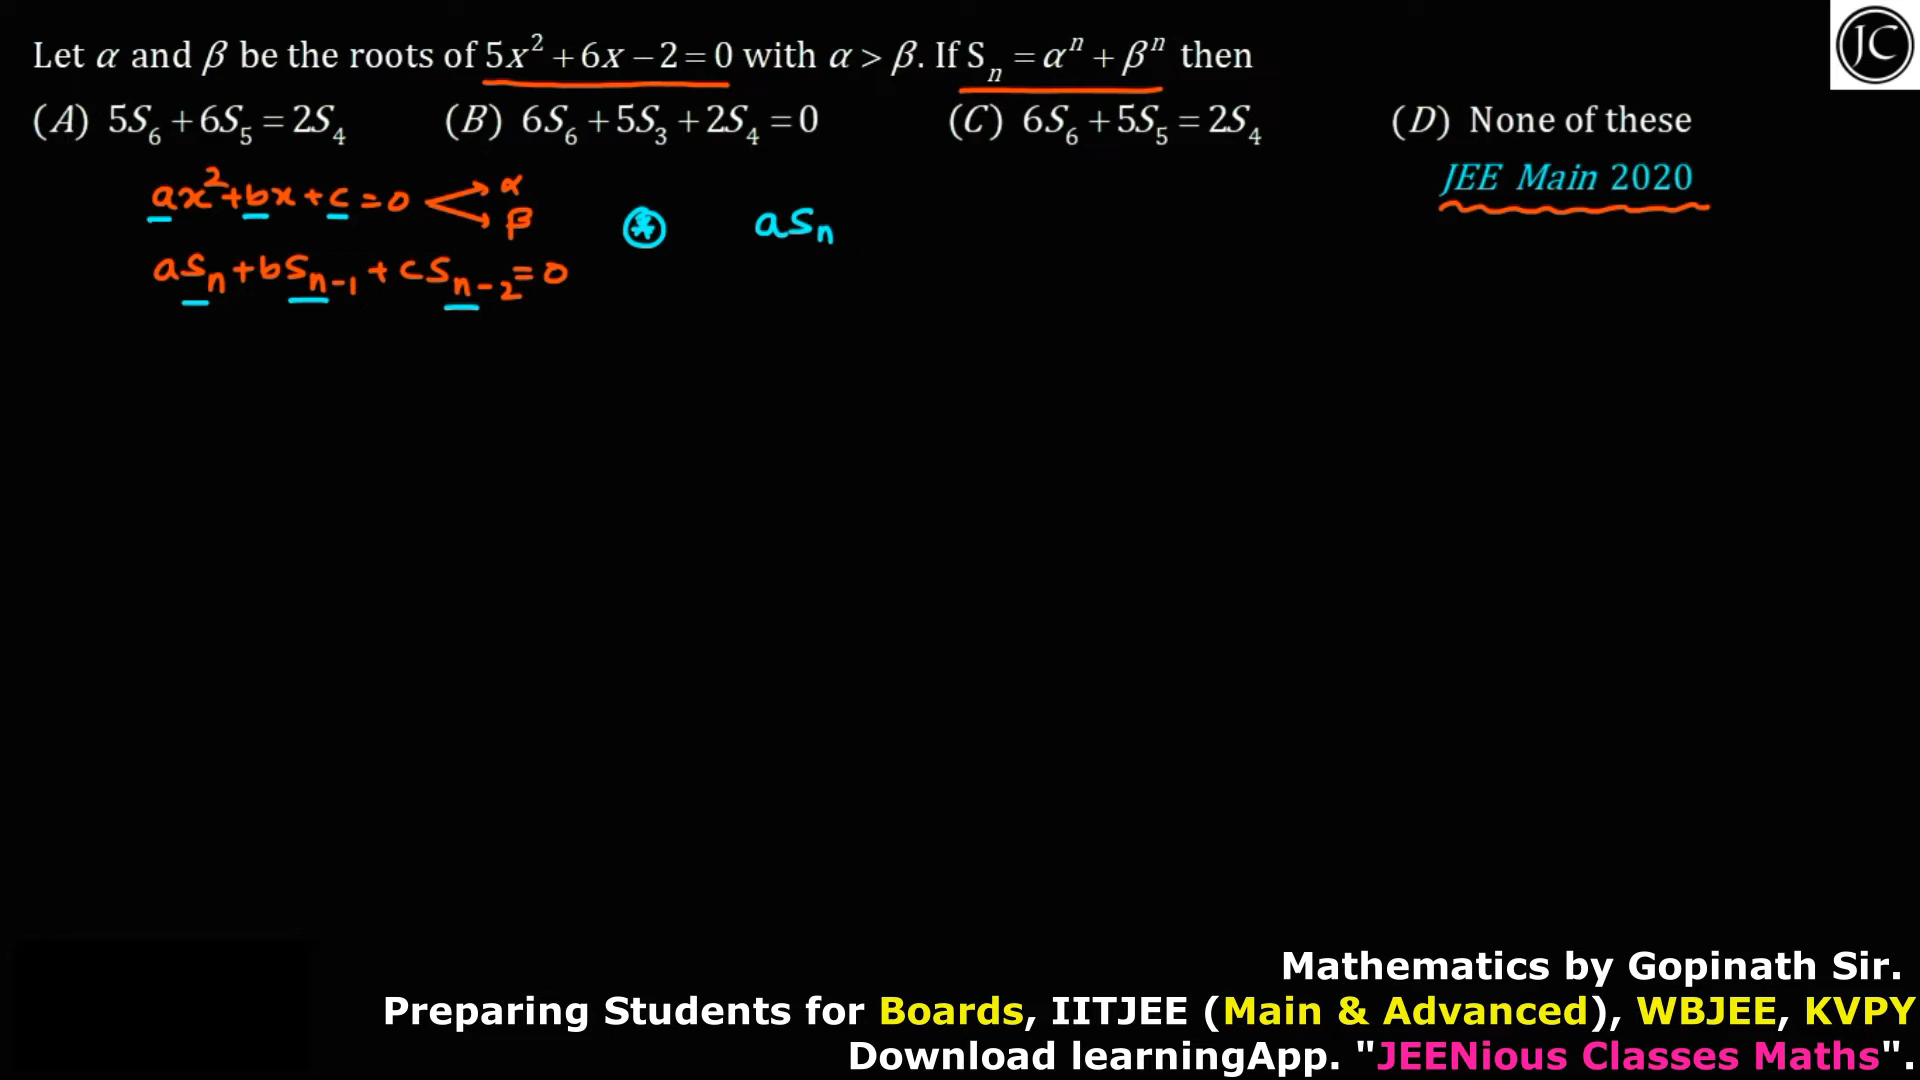 JC
Let α and β be the roots of 5x² + 6x − 2 = 0 with α > β. If Sₙ = αⁿ + βⁿ then
(A) 5S₆ + 6S₅ = 2S₄ (B) 6S₆ + 5S₃ + 2S₄ = 0 (C) 6S₆ + 5S₅ = 2S₄ (D) None of these
JEE Main 2020
ax² + bx + c = 0 α β
aSₙ
aSₙ + bSₙ₋₁ + cSₙ₋₂ = 0
Mathematics by Gopinath Sir.
Preparing Students for Boards, IITJEE (Main & Advanced), WBJEE, KVPY
Download learningApp. "JEENious Classes Maths".